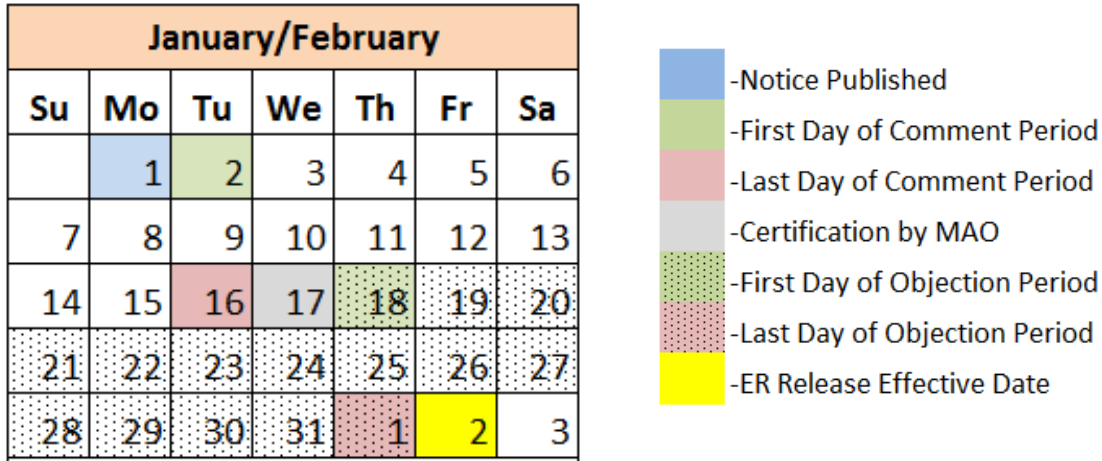 January/February
Su Mo Tu We Th Fr Sa
1 2 3 4 5 6
7 8 9 10 11 12 13
14 15 16 17 18 19 20
21 22 23 24 25 26 27
28 29 30 31 1 2 3
-Notice Published
-First Day of Comment Period
-Last Day of Comment Period
-Certification by MAO
-First Day of Objection Period
-Last Day of Objection Period
-ER Release Effective Date